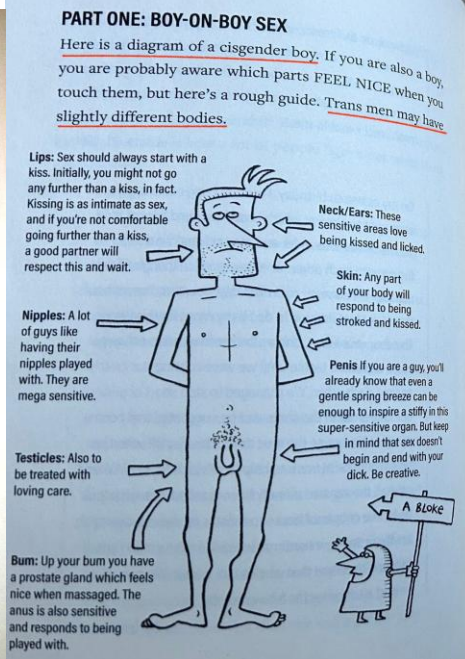 PART ONE: BOY-ON-BOY SEX
Here is a diagram of a cisgender boy. If you are also a boy,
you are probably aware which parts FEEL NICE when you
touch them, but here's a rough guide. Trans men may have
slightly different bodies.
Lips: Sex should always start with a
kiss. Initially, you might not go
any further than a kiss, in fact.
Kissing is as intimate as sex,
and if you're not comfortable
going further than a kiss,
a good partner will
respect this and wait.
Neck/Ears: These
sensitive areas love
being kissed and licked.
Skin: Any part
of your body will
respond to being
stroked and kissed.
Nipples: A lot
of guys like
having their
nipples played
with. They are
mega sensitive.
Penis If you are a guy, you'll
already know that even a
gentle spring breeze can be
enough to inspire a stiffy in this
super-sensitive organ. But keep
in mind that sex doesn't
begin and end with your
dick. Be creative.
Testicles: Also to
be treated with
loving care.
A BLOKE
Bum: Up your bum you have
a prostate gland which feels
nice when massaged. The
anus is also sensitive
and responds to being
played with.